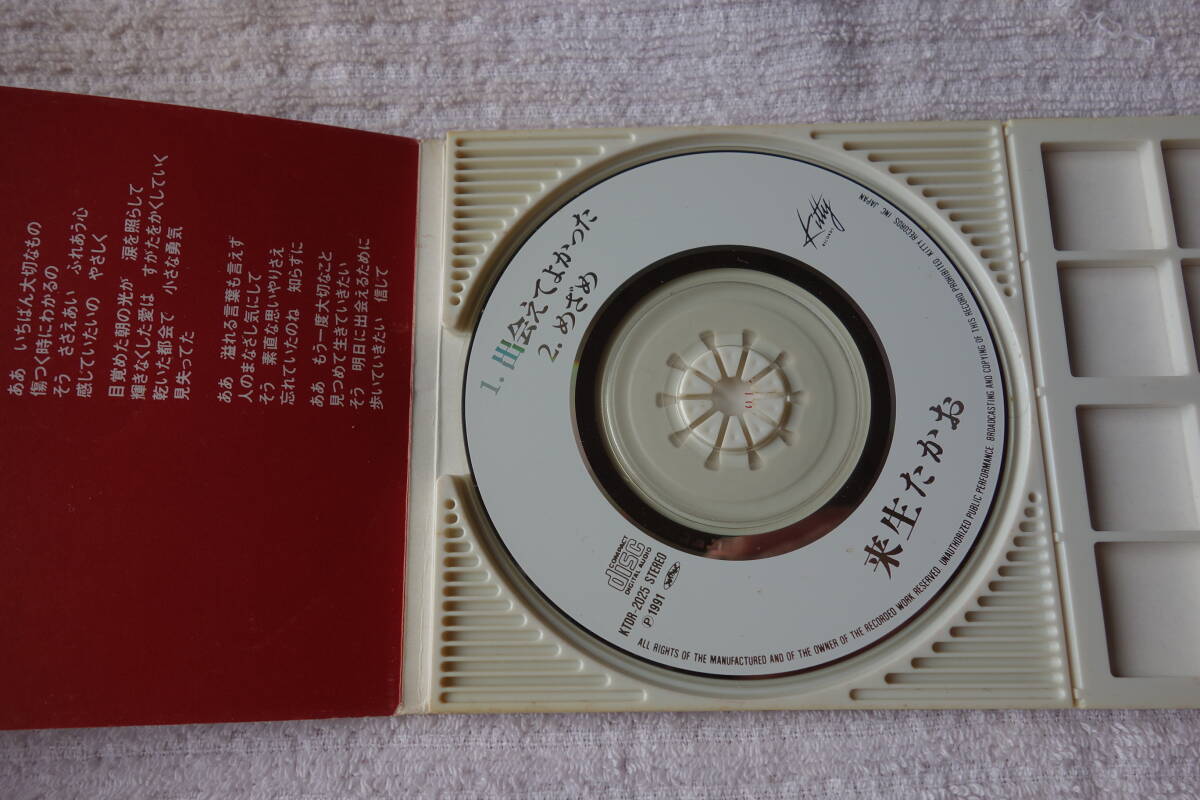 ああ　いちばん大切なもの
傷つく時にわかるの
そう　ささえあい　ふれあう心
感じていたいの　やさしく
目覚めた朝の光が　涙を照らして
輝きなくした愛は　すがたをかくしていく
乾いた都会で　小さな勇気
見失ってた
ああ　溢れる言葉も言えず
人のまなざし気にして
そう　素直な思いやりさえ
忘れていたのね　知らずに
ああ　もう一度大切なこと
見つめて生きていきたい
そう　明日に出会えるために
歩いていきたい　信じて
1. 出会えてよかった
2. めざめ
Kitty
RECORDS
来生たかお
COMPACT
disc
DIGITAL AUDIO
KTDR-2025 STEREO
℗1991
ALL RIGHTS OF THE MANUFACTURED AND OF THE OWNER OF THE RECORDED WORK RESERVED. UNAUTHORIZED PUBLIC PERFORMANCE. BROADCASTING AND COPYING OF THIS RECORD PROHIBITED KITTY RECORDS INC. JAPAN